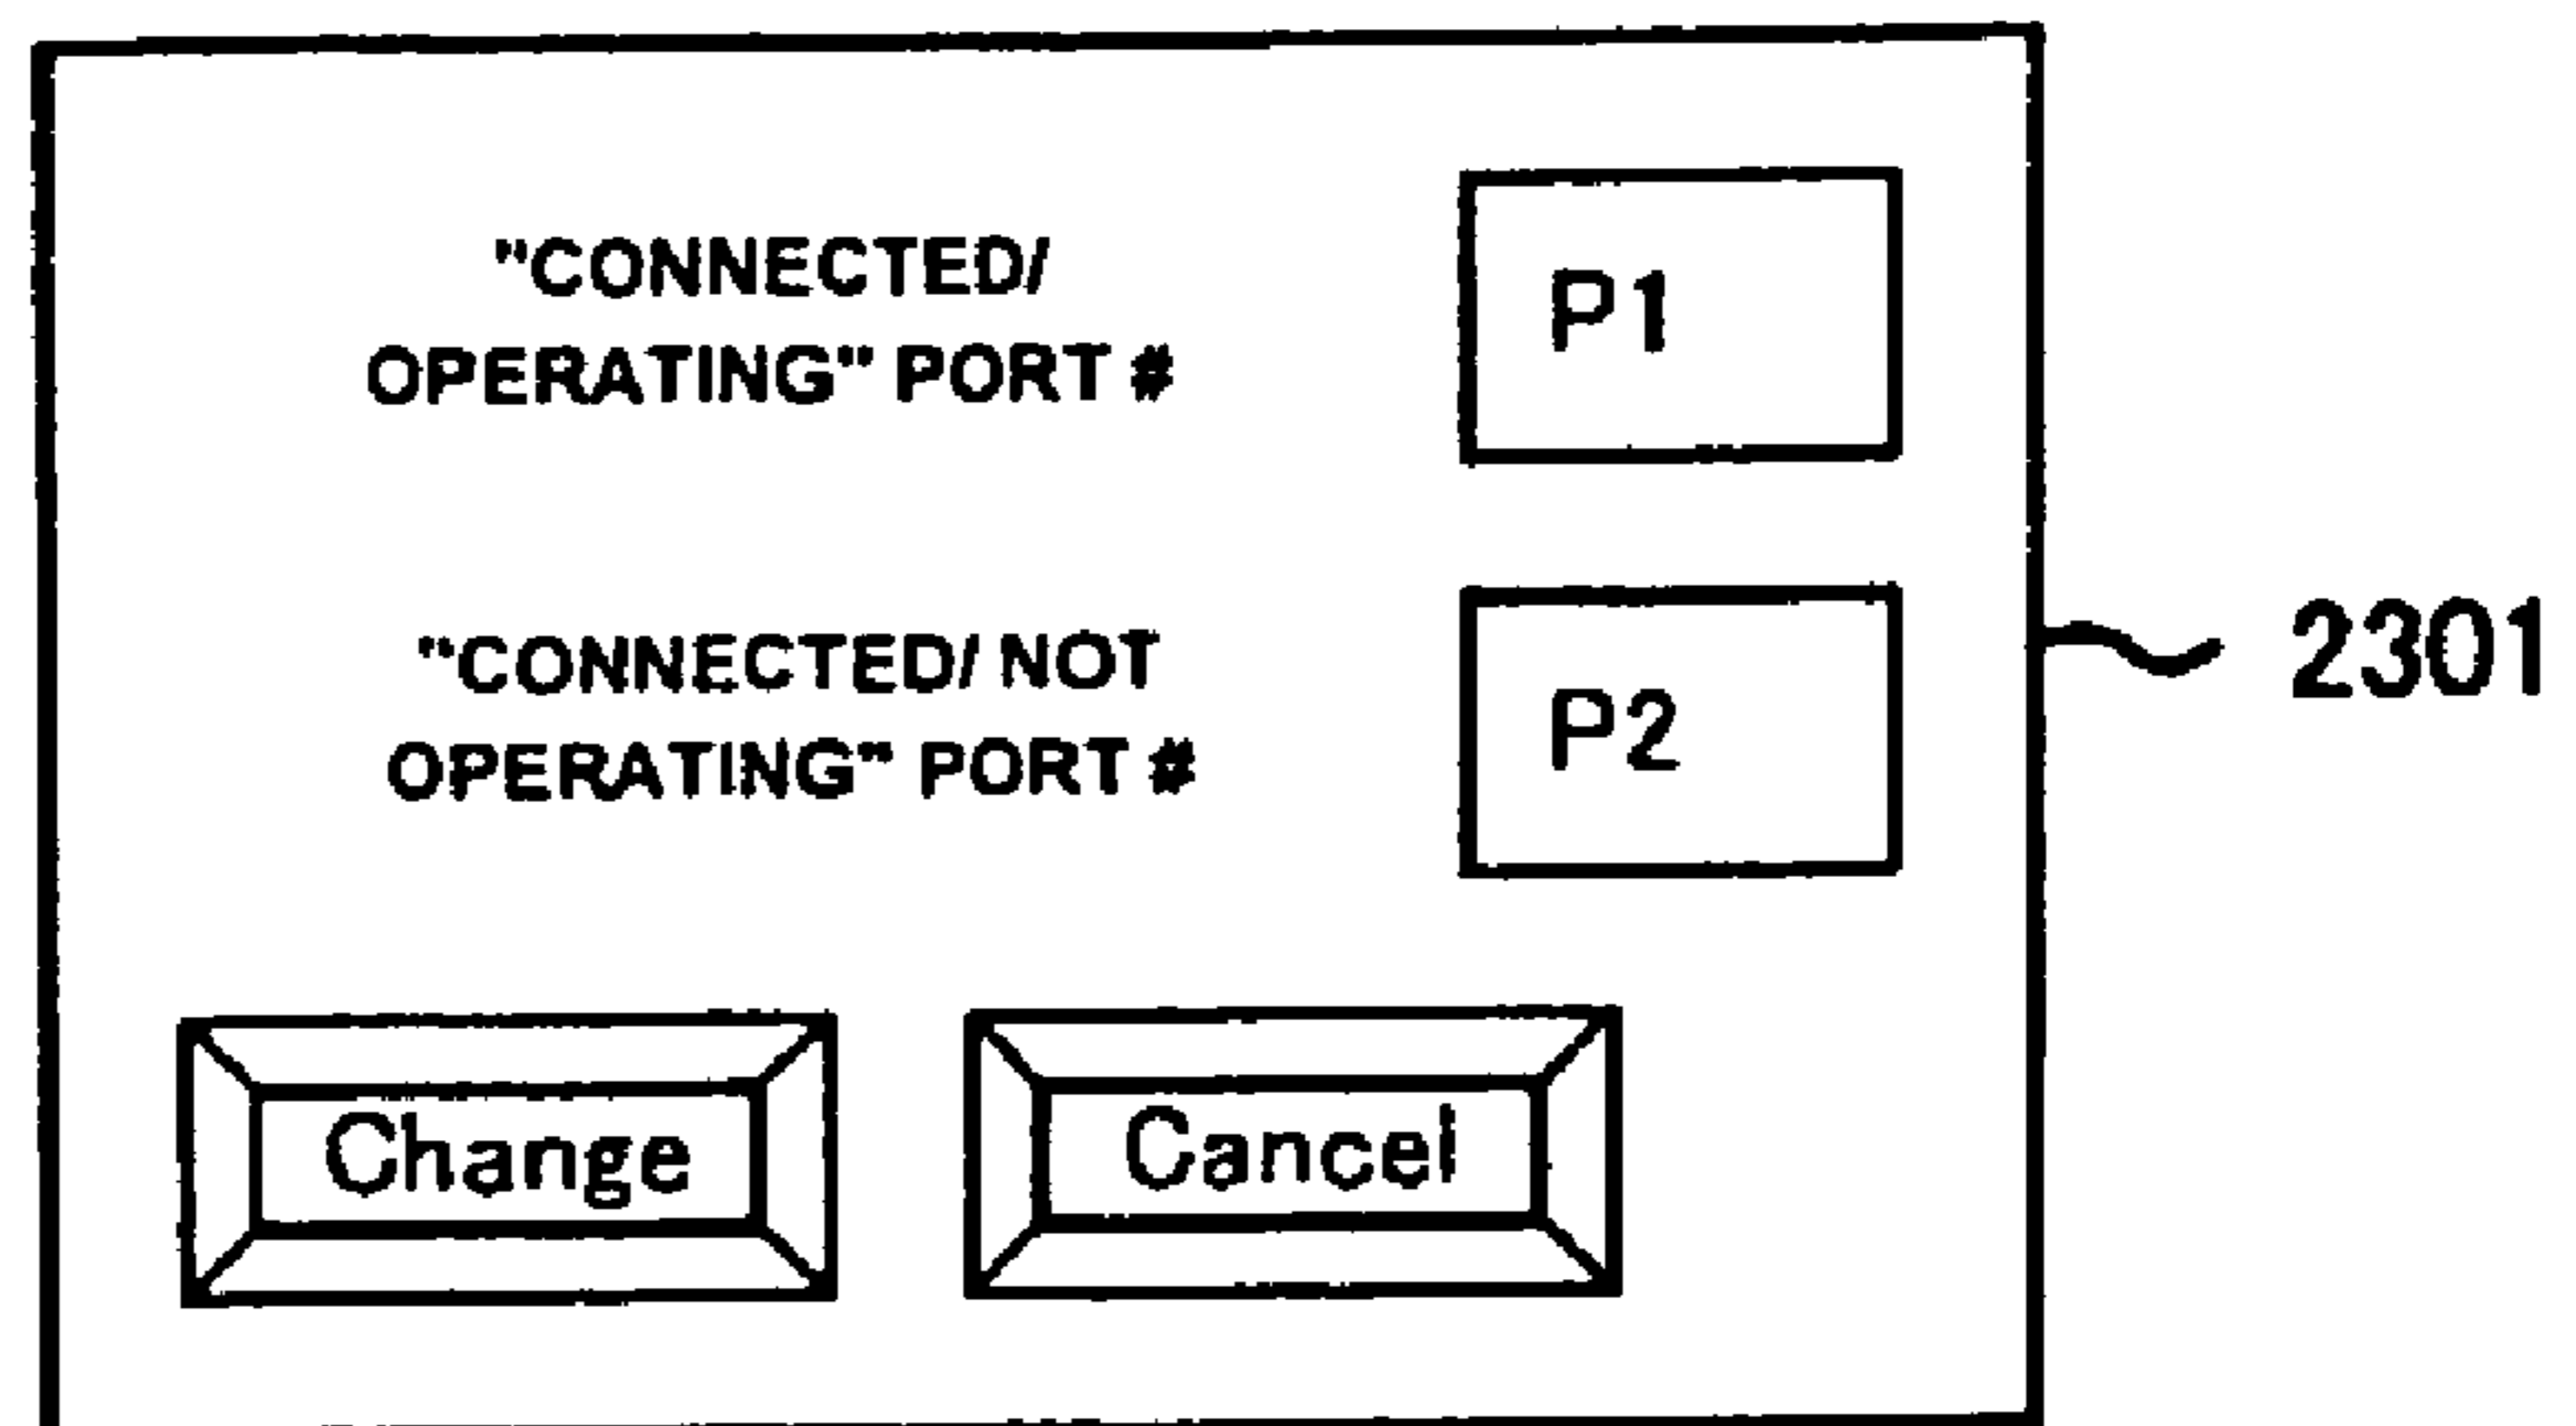 "CONNECTED/
OPERATING" PORT #
P1
"CONNECTED/ NOT
OPERATING" PORT #
P2
2301
Change
Cancel